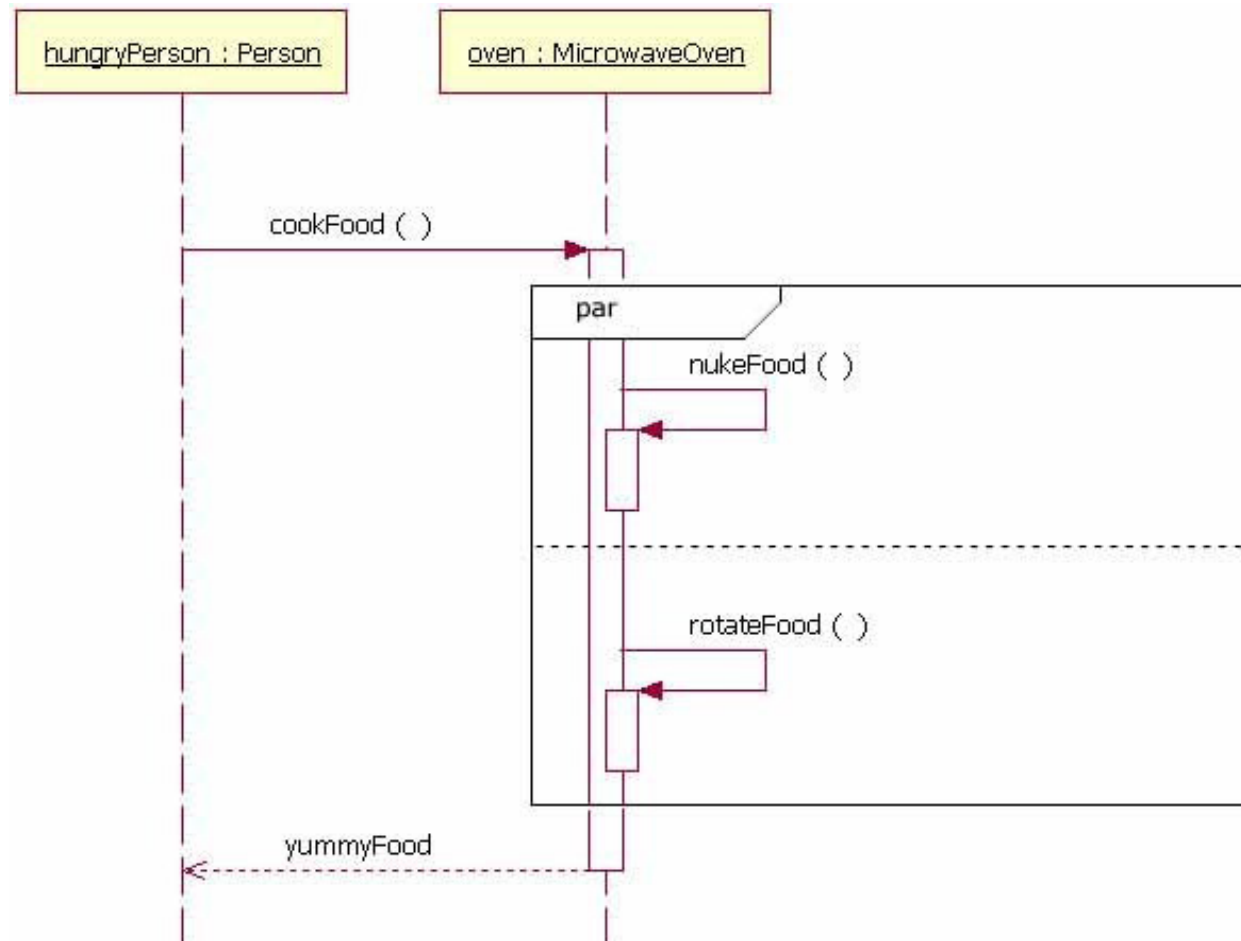 hungryPerson : Person
oven : MicrowaveOven
cookFood ( )
par
nukeFood ( )
rotateFood ( )
yummyFood